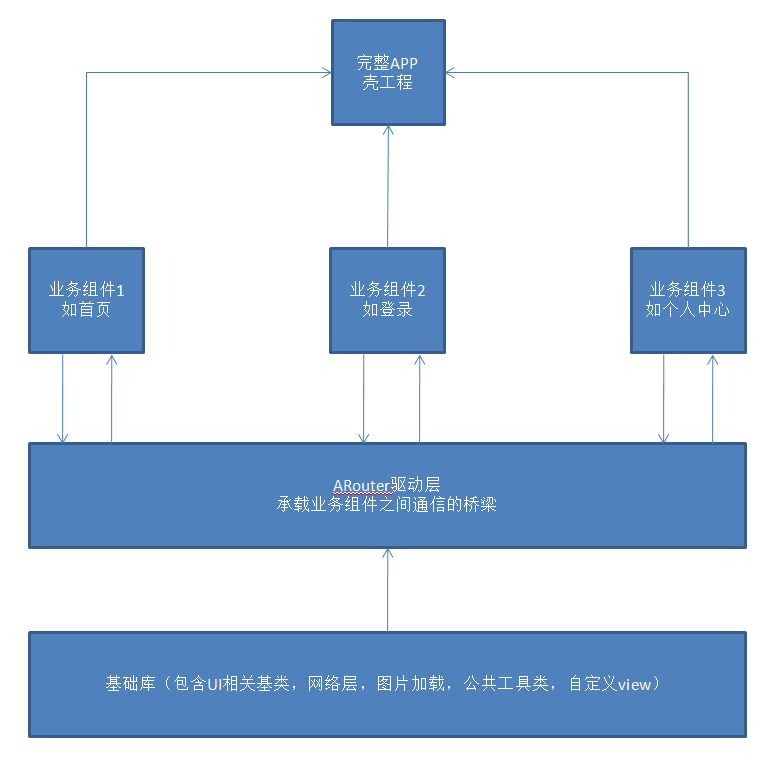 完整APP
壳工程
业务组件1
如首页
业务组件2
如登录
业务组件3
如个人中心
ARouter驱动层
承载业务组件之间通信的桥梁
基础库（包含UI相关基类，网络层，图片加载，公共工具类，自定义view）